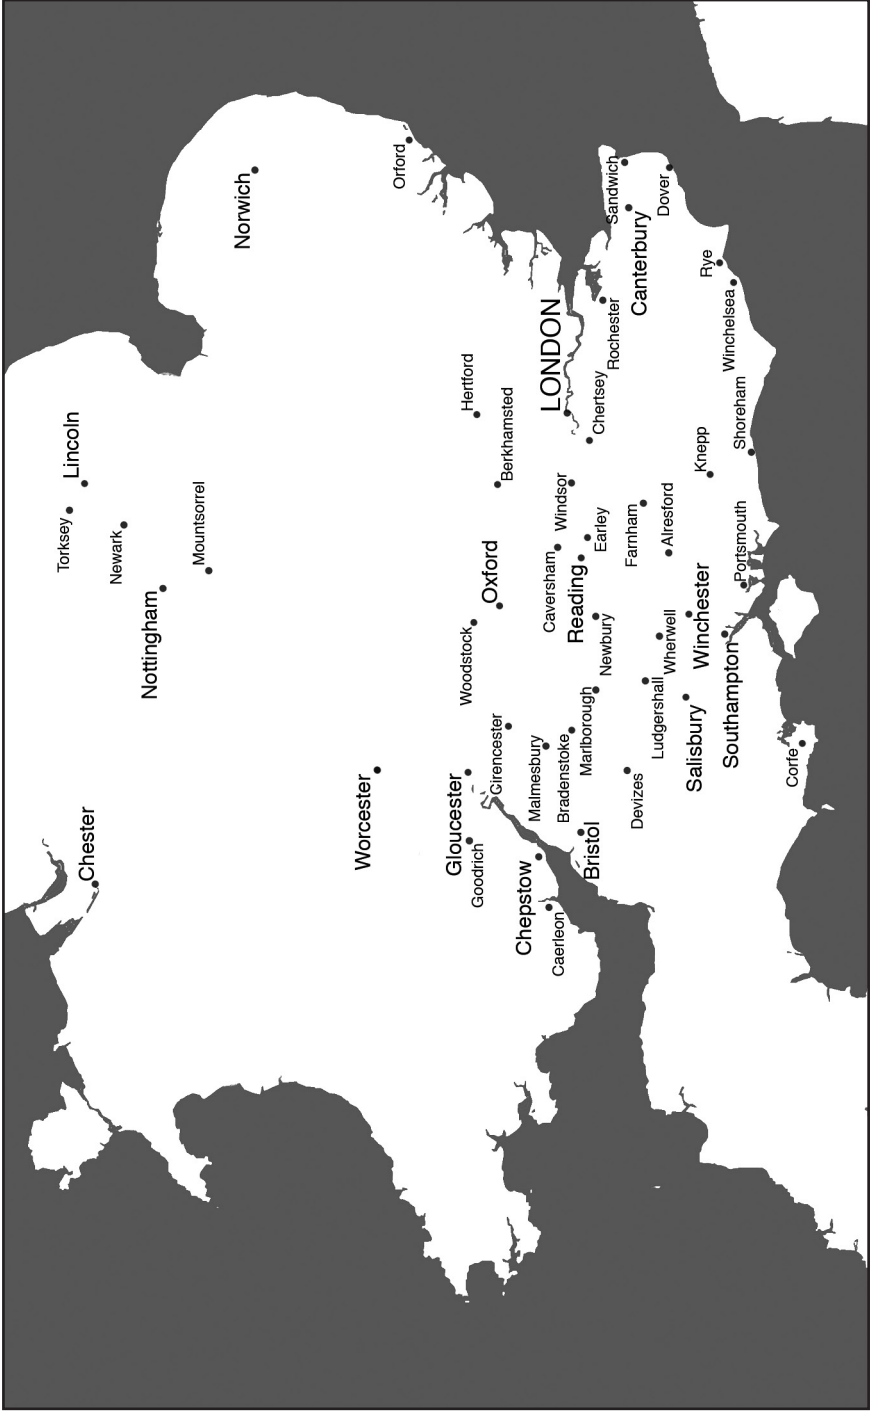 Torksey
Lincoln
Newark
Nottingham
Mountsorrel
Chester
Norwich
Worcester
Orford
Gloucester
Goodrich
Woodstock
Oxford
Hertford
Berkhamsted
Girencester
Chepstow
Caerleon
Malmesbury
Bradenstoke
Bristol
Marlborough
Caversham
Reading
Windsor
Earley
Newbury
LONDON
Chertsey
Rochester
Sandwich
Canterbury
Dover
Devizes
Ludgershall
Wherwell
Farnham
Alresford
Salisbury
Winchester
Southampton
Portsmouth
Knepp
Shoreham
Winchelsea
Rye
Corfe